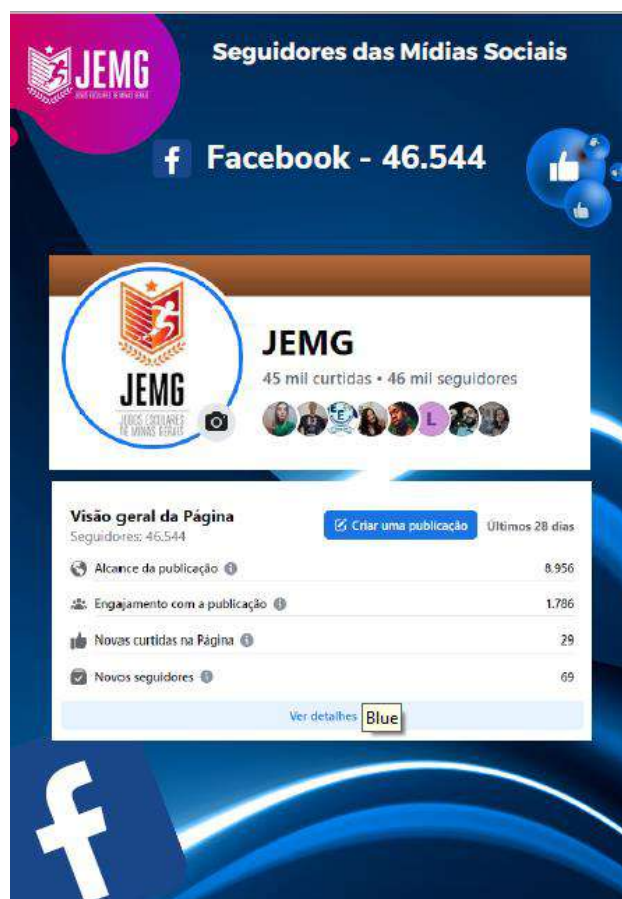 JEMG
JOGOS ESCOLARES DE MINAS GERAIS
Seguidores das Mídias Sociais
f Facebook - 46.544
JEMG
JOGOS ESCOLARES
DE MINAS GERAIS
JEMG
45 mil curtidas • 46 mil seguidores
L
Visão geral da Página
Seguidores: 46.544
Criar uma publicação
Últimos 28 dias
Alcance da publicação 8.956
Engajamento com a publicação 1.786
Novas curtidas na Página 29
Novos seguidores 69
Ver detalhes
Blue
f